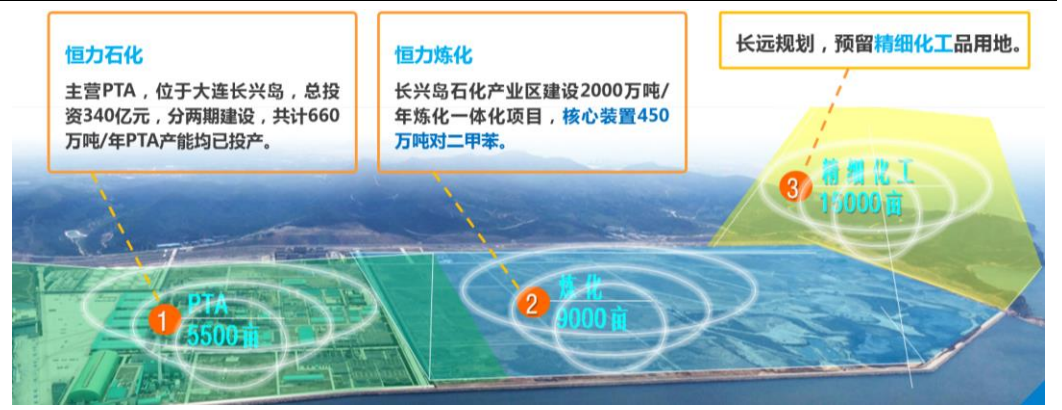 恒力石化
主营PTA，位于大连长兴岛，总投
资340亿元，分两期建设，共计660
万吨/年PTA产能均已投产。
恒力炼化
长兴岛石化产业区建设2000万吨/
年炼化一体化项目，核心装置450
万吨对二甲苯。
长远规划，预留精细化工品用地。
1
PTA
5500亩
2
炼化
9000亩
3
精细化工
15000亩